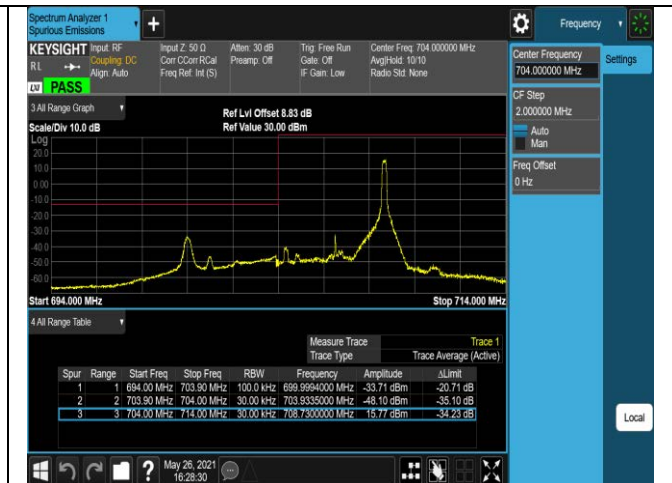 Spectrum Analyzer 1
Spurious Emissions
+
Frequency
KEYSIGHT Input: RF Input Z: 50 Ω Atten: 30 dB Trig: Free Run Center Freq: 704.000000 MHz
RL Coupling: DC Corr CCorr RCal Preamp: Off Gate: Off Avg|Hold: 10/10
Align: Auto Freq Ref: Int (S) IF Gain: Low Radio Std: None
LXI PASS
Center Frequency
704.000000 MHz
Settings
CF Step
2.000000 MHz
Auto
Man
Freq Offset
0 Hz
3 All Range Graph
Ref Lvl Offset 8.83 dB
Scale/Div 10.0 dB Ref Value 30.00 dBm
Log
20.0
10.0
0.00
-10.0
-20.0
-30.0
-40.0
-50.0
-60.0
Start 694.000 MHz Stop 714.000 MHz
4 All Range Table
Measure Trace Trace 1
Trace Type Trace Average (Active)
Spur Range Start Freq Stop Freq RBW Frequency Amplitude ΔLimit
1 1 694.00 MHz 703.90 MHz 100.0 kHz 699.9994000 MHz -33.71 dBm -20.71 dB
2 2 703.90 MHz 704.00 MHz 30.00 kHz 703.9335000 MHz -48.10 dBm -35.10 dB
3 3 704.00 MHz 714.00 MHz 30.00 kHz 708.7300000 MHz 15.77 dBm -34.23 dB
Local
? May 26, 2021
16:28:30